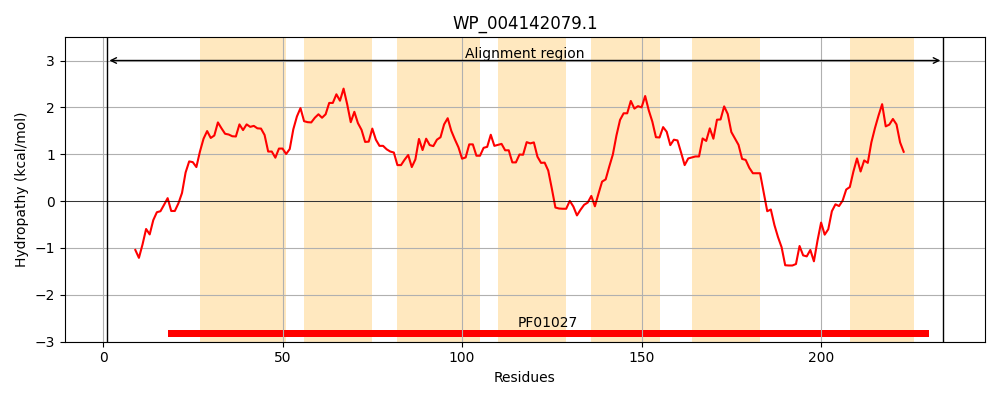 WP_004142079.1
Hydropathy (kcal/mol)
3
2
1
0
−1
−2
−3
Alignment region
PF01027
0
50
100
150
200
Residues